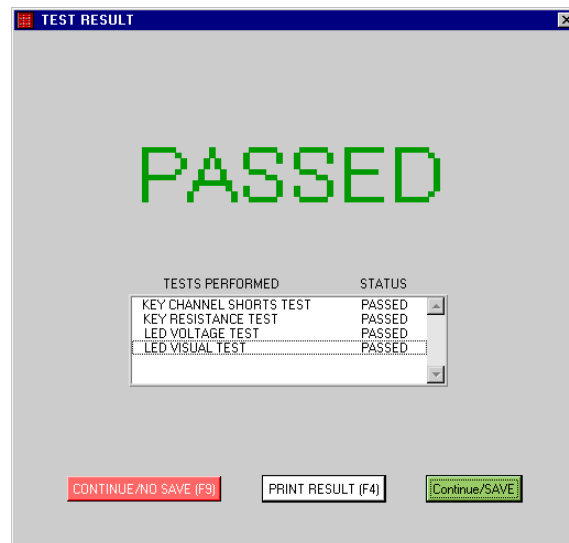 TEST RESULT
PASSED
TESTS PERFORMED STATUS
KEY CHANNEL SHORTS TEST PASSED
KEY RESISTANCE TEST PASSED
LED VOLTAGE TEST PASSED
LED VISUAL TEST PASSED
CONTINUE/NO SAVE (F9) PRINT RESULT (F4) Continue/SAVE